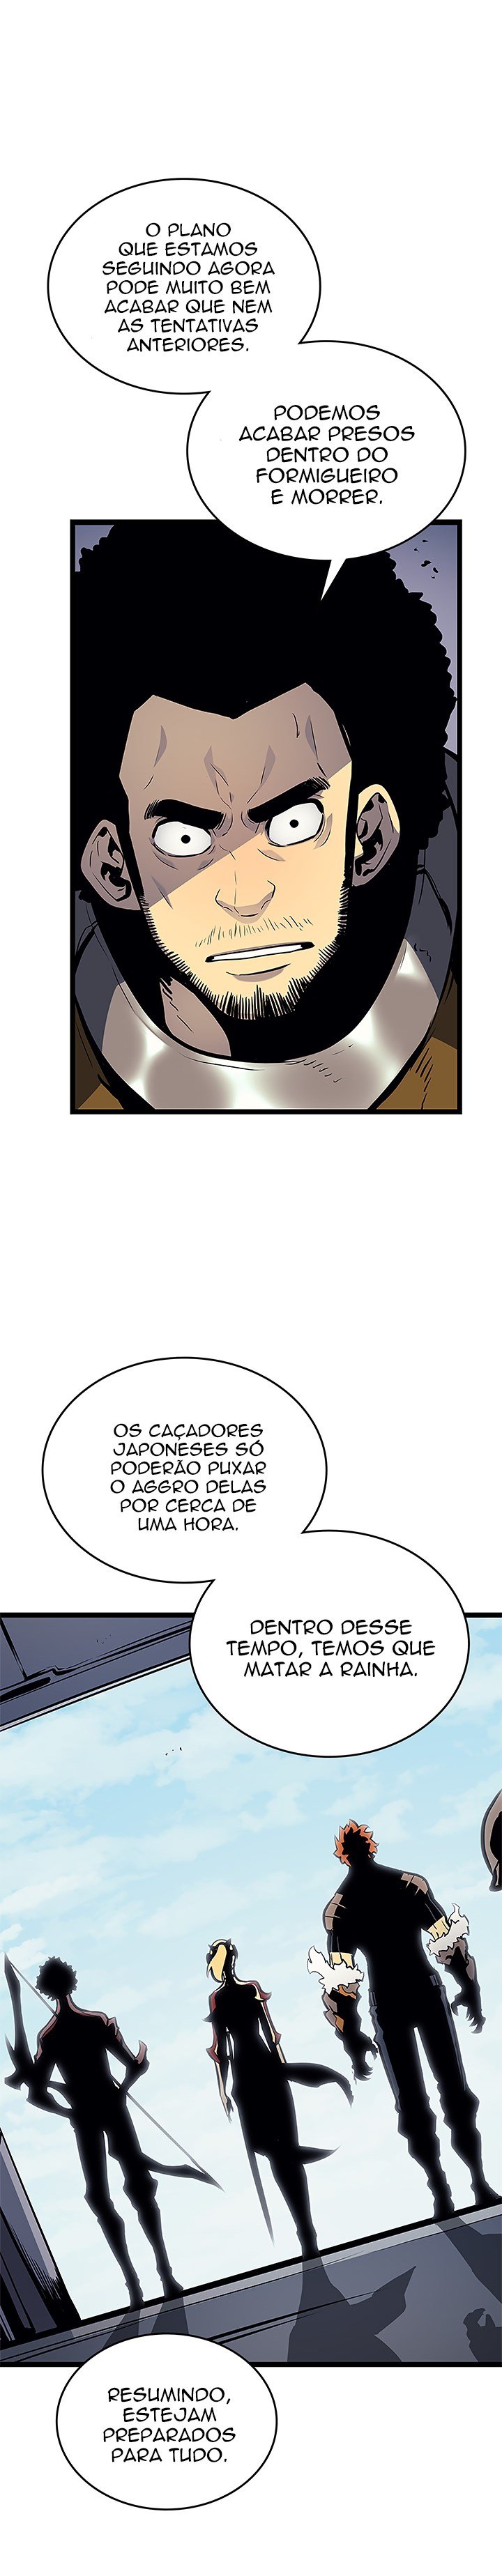 O PLANO
QUE ESTAMOS
SEGUINDO AGORA
PODE MUITO BEM
ACABAR QUE NEM
AS TENTATIVAS
ANTERIORES.
PODEMOS
ACABAR PRESOS
DENTRO DO
FORMIGUEIRO
E MORRER.
OS CAÇADORES
JAPONESES SÓ
PODERÃO PUXAR
O AGGRO DELAS
POR CERCA DE
UMA HORA.
DENTRO DESSE
TEMPO, TEMOS QUE
MATAR A RAINHA.
RESUMINDO,
ESTEJAM
PREPARADOS
PARA TUDO.